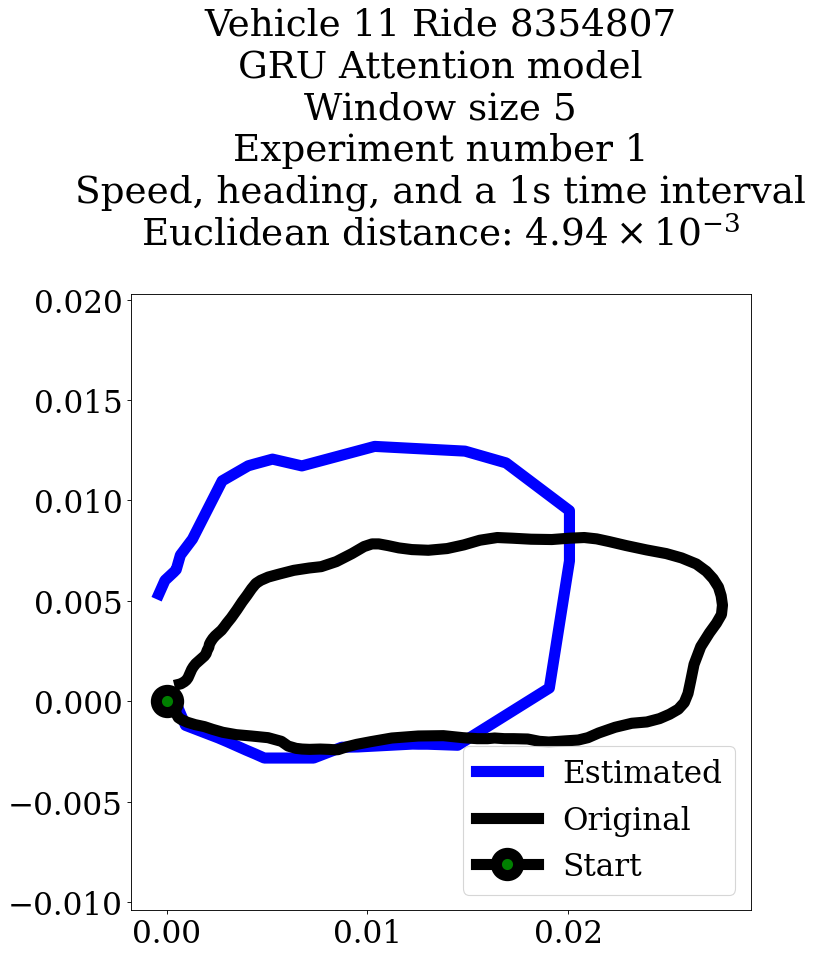 Vehicle 11 Ride 8354807
GRU Attention model
Window size 5
Experiment number 1
Speed, heading, and a 1s time interval
Euclidean distance: 4.94 × 10⁻³
0.020
0.015
0.010
0.005
0.000
−0.005
−0.010
0.00 0.01 0.02
Estimated
Original
Start